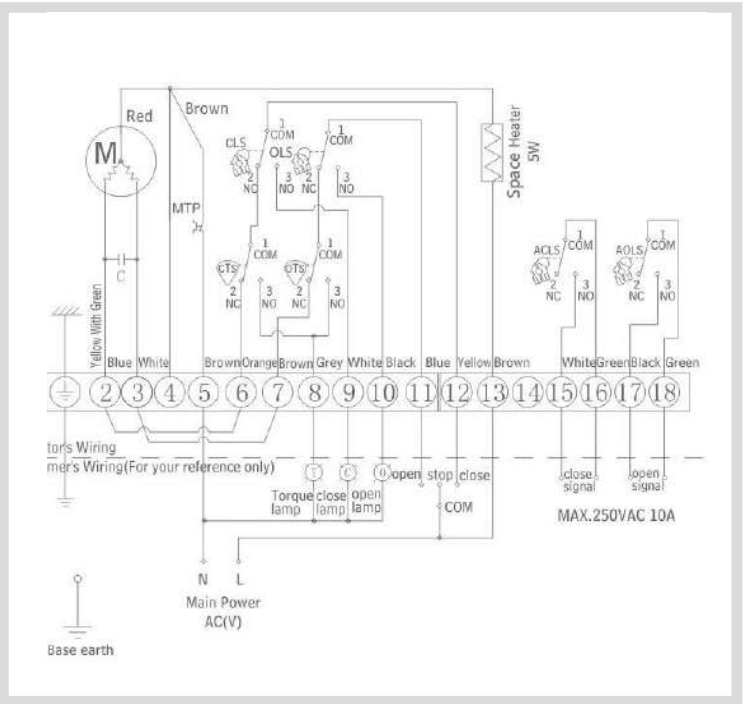 Red
Brown
M
MTP
C
CLS
1
COM
2
NC
3
NO
OLS
1
COM
2
NC
3
NO
CTS
1
COM
2
NC
3
NO
OTS
1
COM
2
NC
3
NO
Space Heater
5W
ACLS
1
COM
2
NC
3
NO
AOLS
1
COM
2
NC
3
NO
Yellow With Green
Blue White Brown Orange Brown Grey White Black Blue Yellow Brown White Green Black Green
2 3 4 5 6 7 8 9 10 11 12 13 14 15 16 17 18
tor's Wiring
mer's Wiring(For your reference only)
T C O open stop close
Torque lamp
close lamp
open lamp
COM
close signal
open signal
MAX.250VAC 10A
N L
Main Power
AC(V)
Base earth